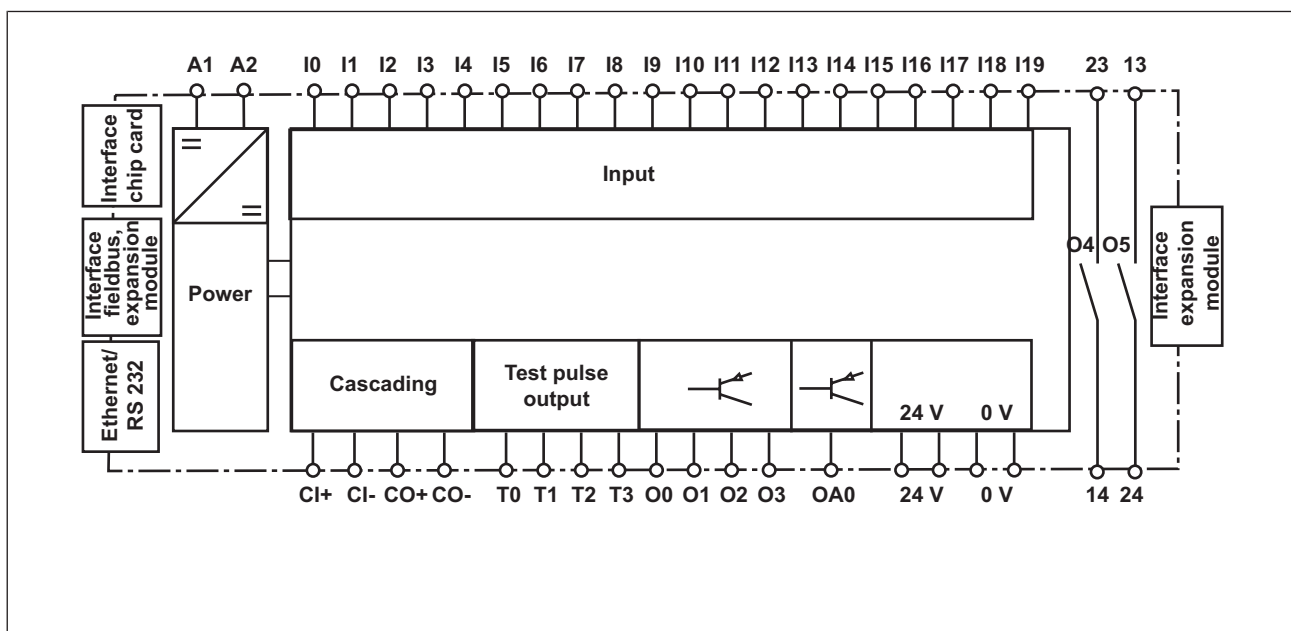 A1 A2 I0 I1 I2 I3 I4 I5 I6 I7 I8 I9 I10 I11 I12 I13 I14 I15 I16 I17 I18 I19 23 13
Interface
chip card
Interface
fieldbus,
expansion
module
Ethernet/
RS 232
Power
Input
O4 O5
Interface
expansion
module
Cascading
Test pulse
output
24 V 0 V
CI+ CI- CO+ CO- T0 T1 T2 T3 O0 O1 O2 O3 OA0 24 V 0 V 14 24